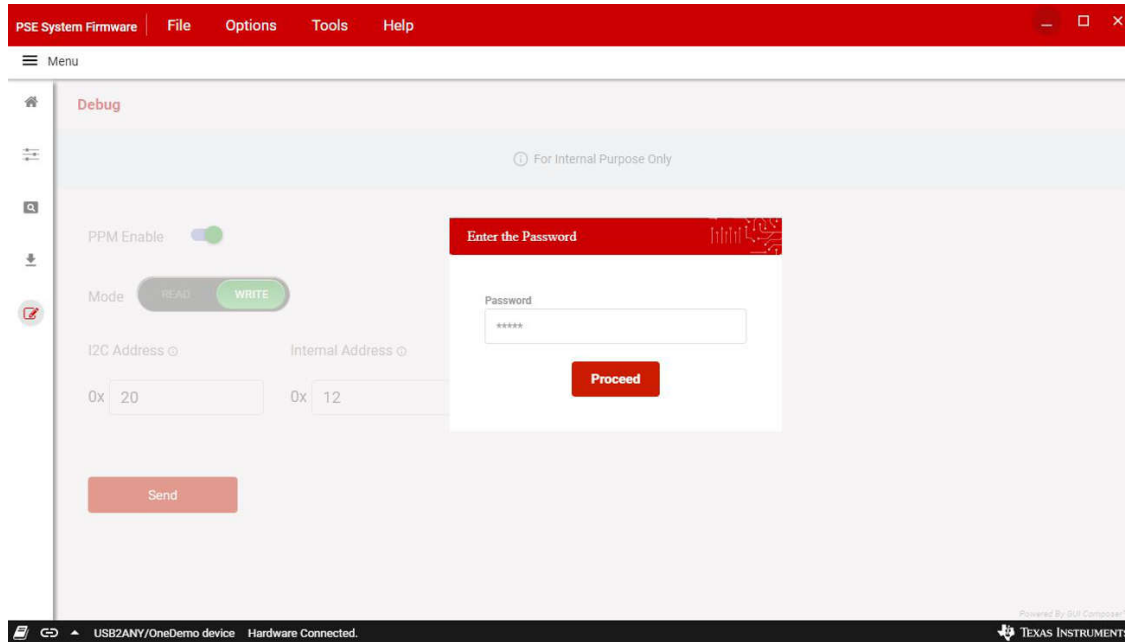 PSE System Firmware File Options Tools Help
Menu
Debug
For Internal Purpose Only
PPM Enable
Mode READ WRITE
I2C Address Internal Address
0x 20 0x 12
Send
Enter the Password
Password
*****
Proceed
Powered By GUI Composer
USB2ANY/OneDemo device Hardware Connected.
TEXAS INSTRUMENTS